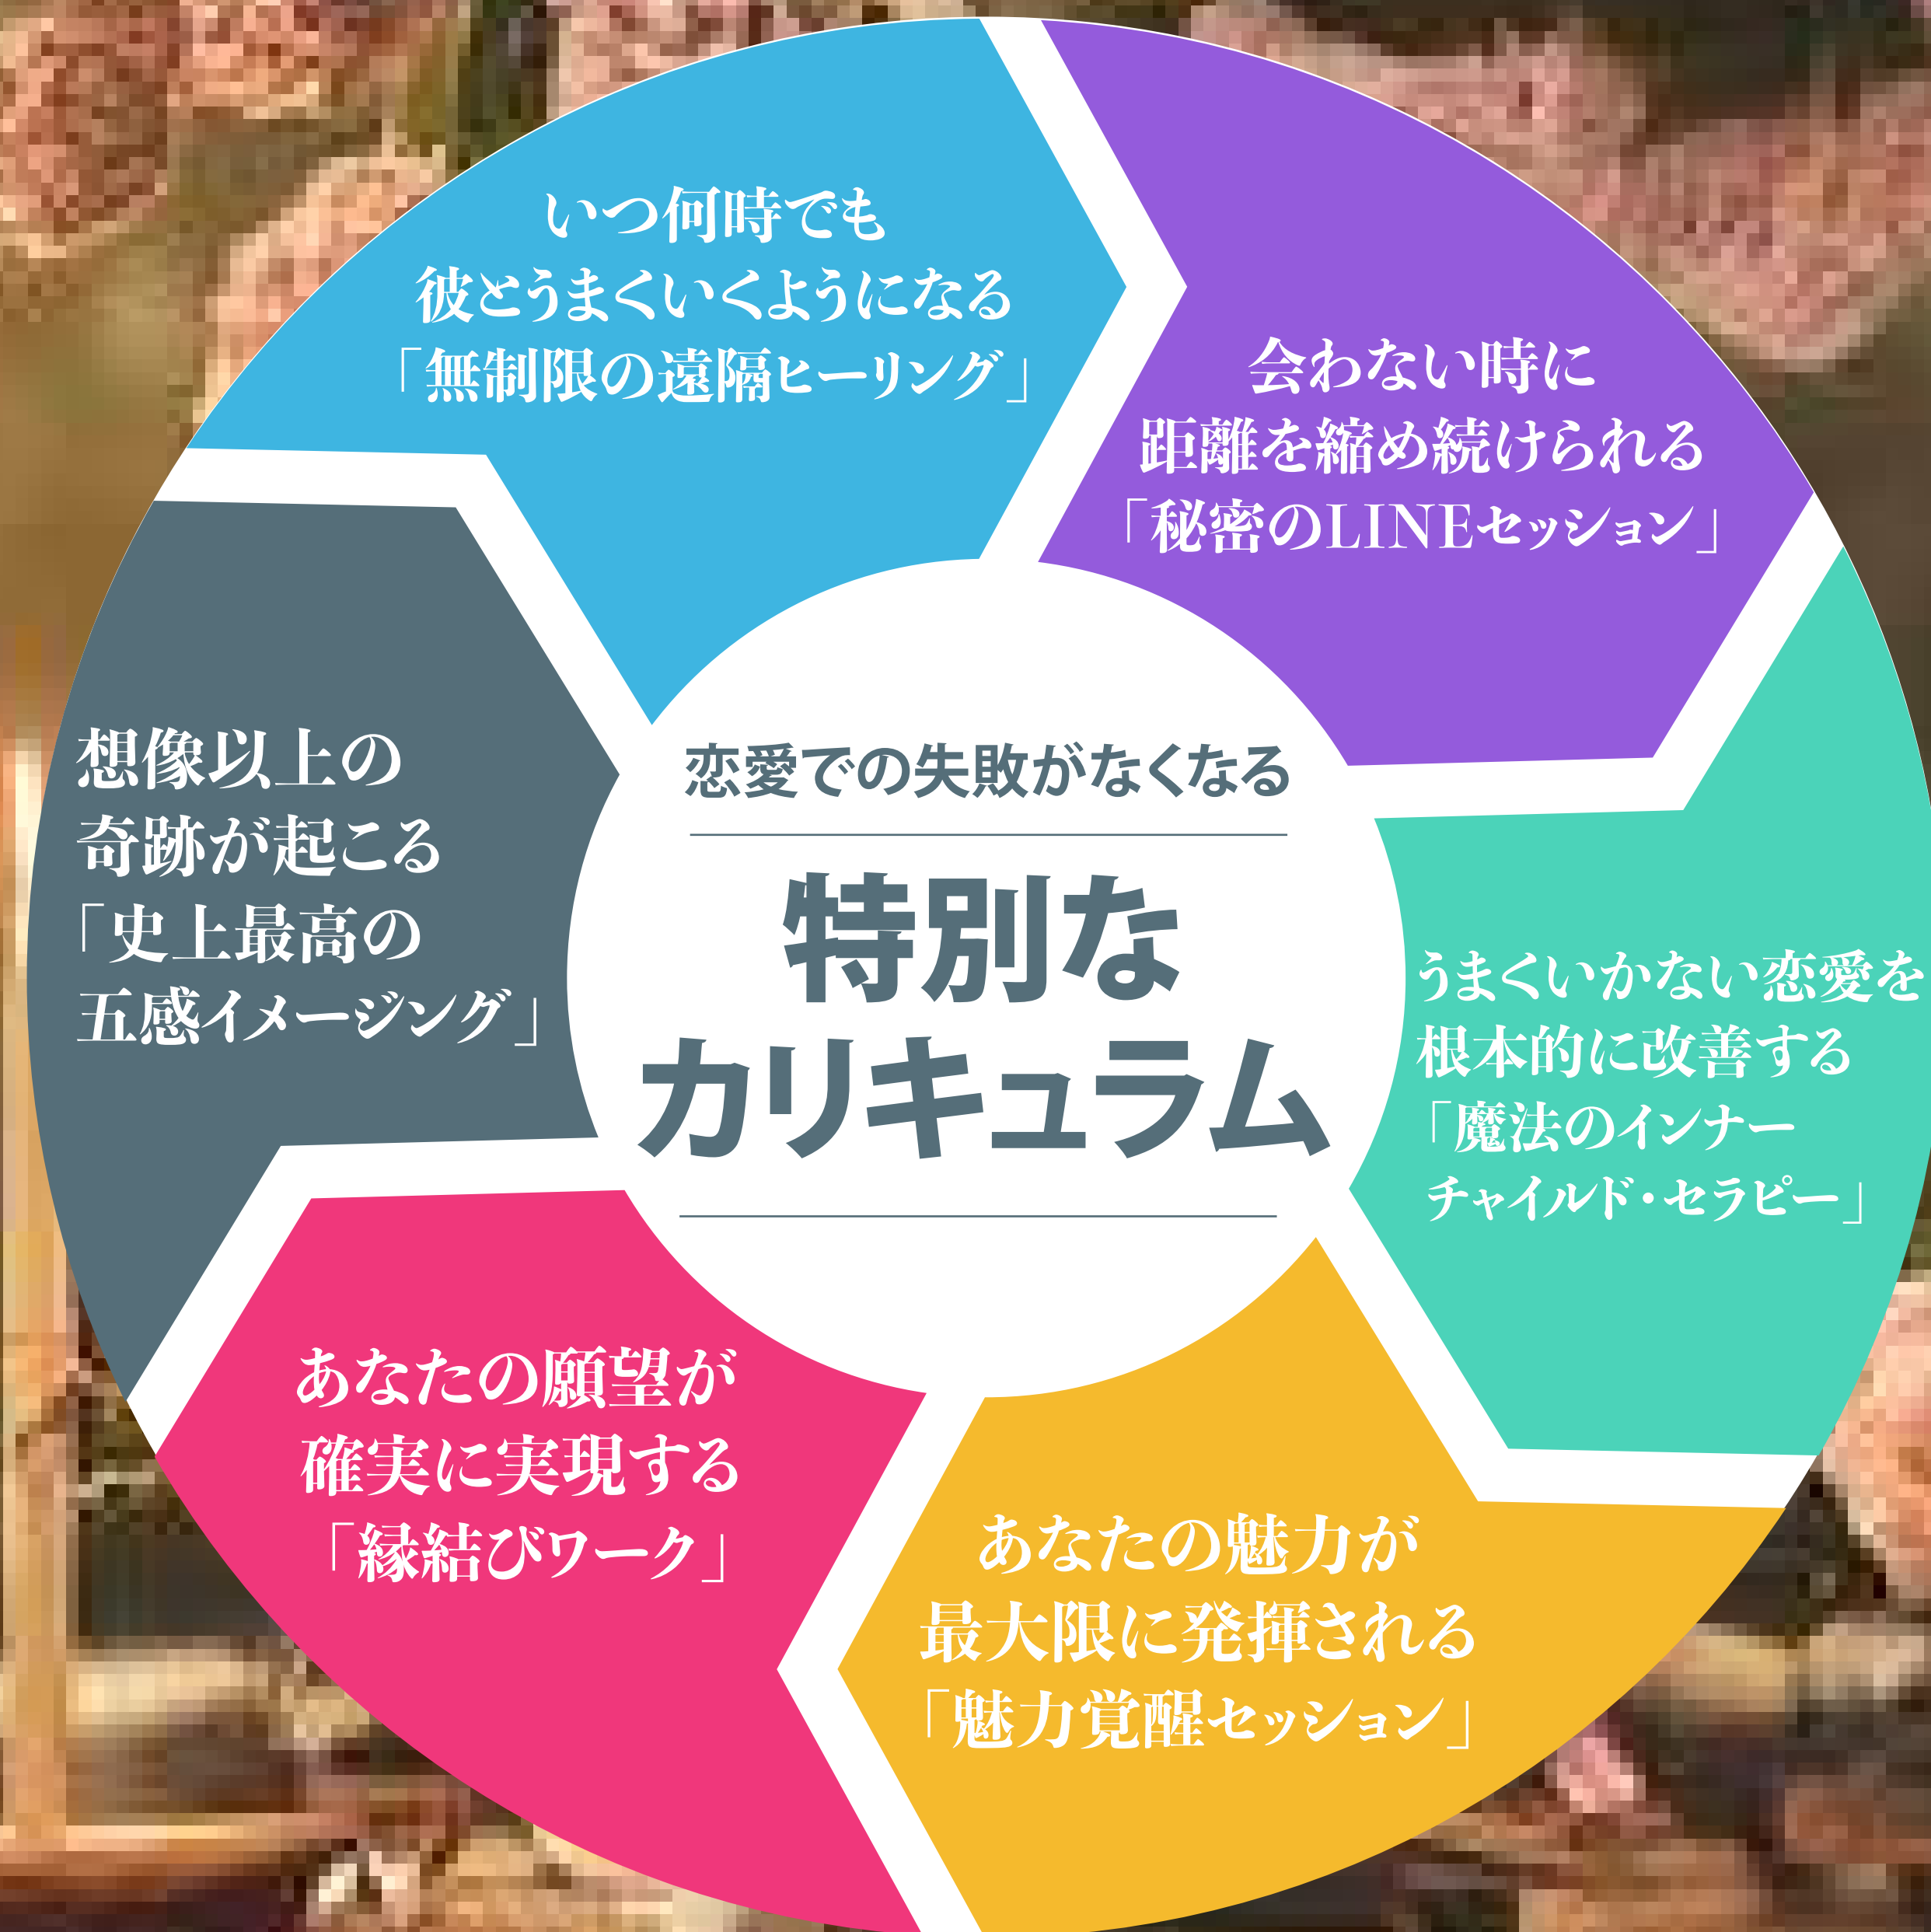 いつ何時でも
彼とうまくいくようになる
「無制限の遠隔ヒーリング」
会わない時に
距離を縮め続けられる
「秘密のLINEセッション」
うまくいかない恋愛を
根本的に改善する
「魔法のインナー
チャイルド・セラピー」
あなたの魅力が
最大限に発揮される
「魅力覚醒セッション」
あなたの願望が
確実に実現する
「縁結びワーク」
想像以上の
奇跡が起こる
「史上最高の
五感イメージング」
恋愛での失敗がなくなる
特別な
カリキュラム